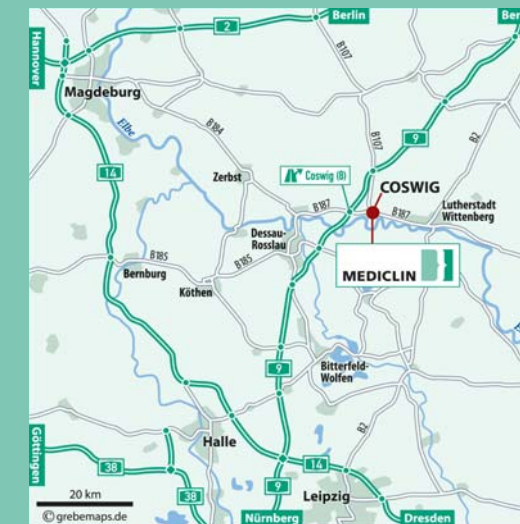 Berlin
Ber
Hannover
2
B107
Magdeburg
Elbe
B184
9
B2
14
B107
Zerbst
Coswig (B)
COSWIG
B187
B187
Lutherstadt
Wittenberg
Dessau-
Rosslau
MEDICLIN
B185
Bernburg
B185
Köthen
9
Bitterfeld-
Wolfen
Göttingen
Halle
B2
38
38
14
9
20 km
Leipzig
© grebemaps.de
Nürnberg
Dresden